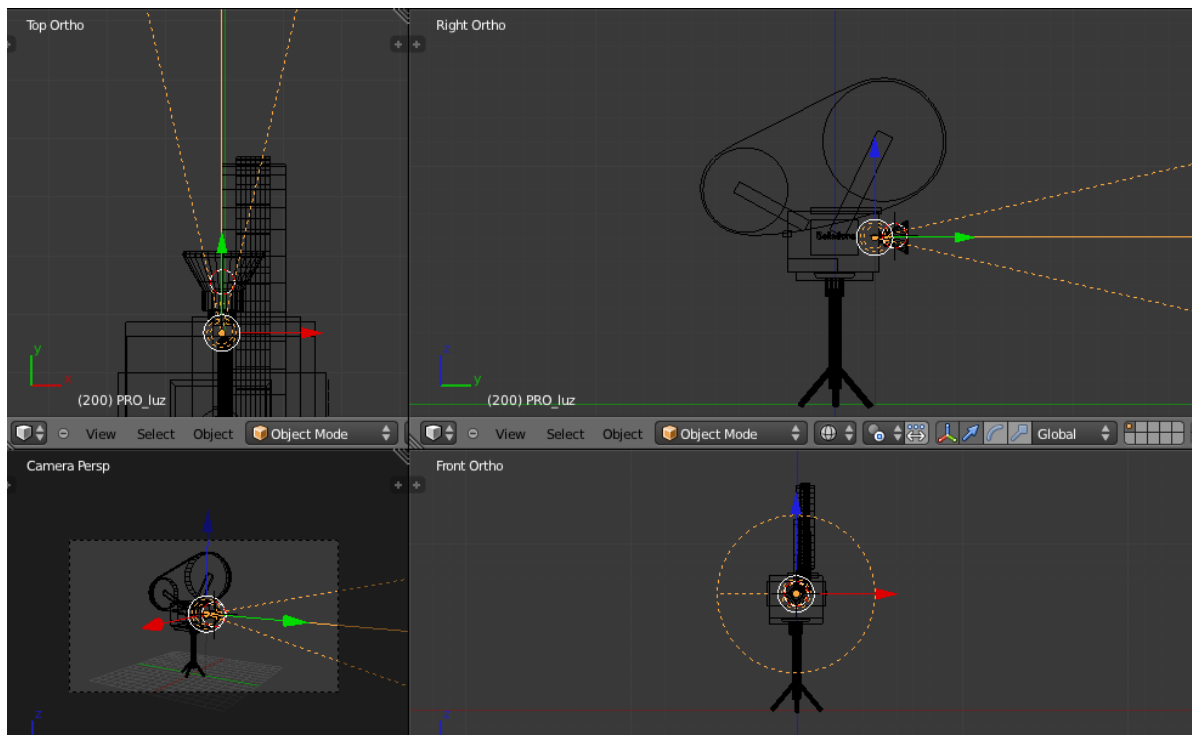 Top Ortho
Right Ortho
y
x
z
y
(200) PRO_luz
(200) PRO_luz
View Select Object Object Mode
View Select Object Object Mode Global
Camera Persp
Front Ortho
z
z